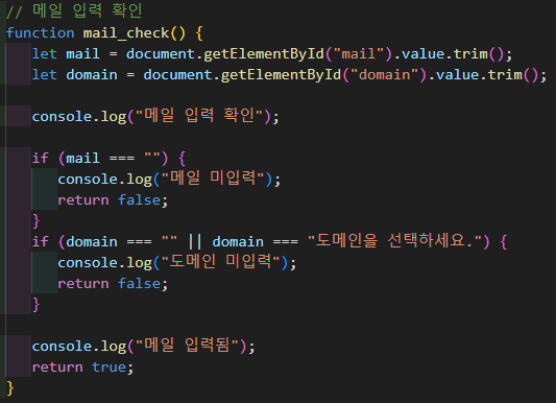 // 메일 입력 확인
function mail_check() {
let mail = document.getElementById("mail").value.trim();
let domain = document.getElementById("domain").value.trim();
console.log("메일 입력 확인");
if (mail === "") {
console.log("메일 미입력");
return false;
}
if (domain === "" || domain === "도메인을 선택하세요.") {
console.log("도메인 미입력");
return false;
}
console.log("메일 입력됨");
return true;
}